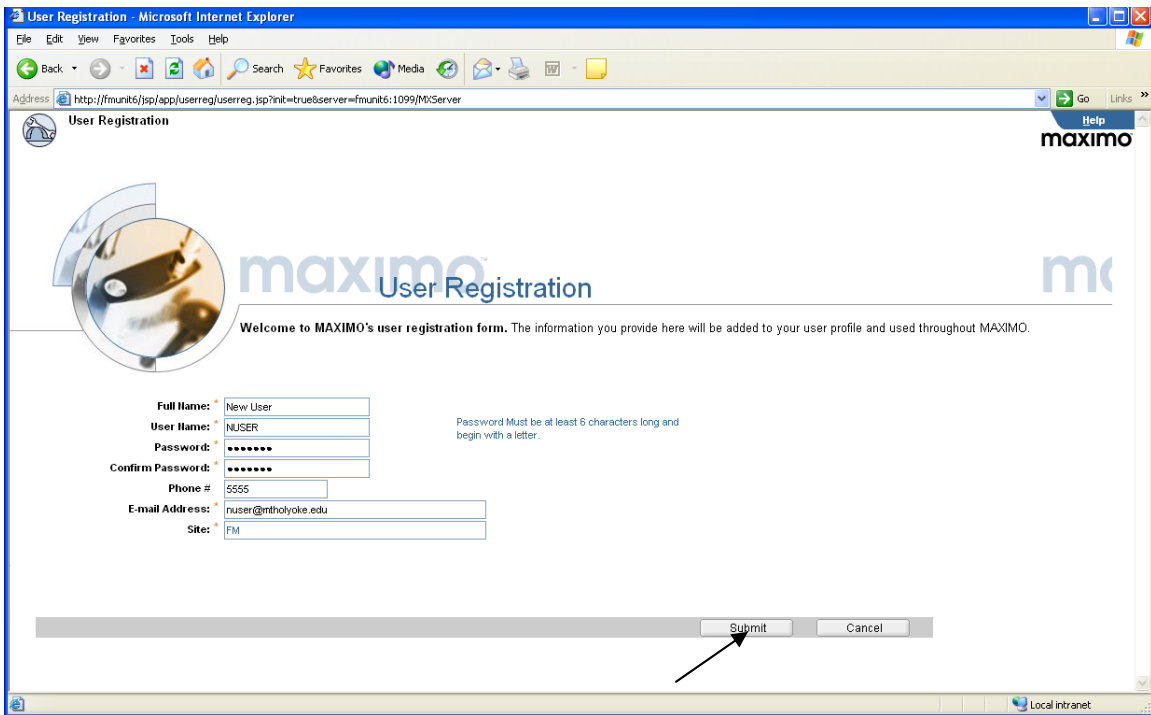 User Registration - Microsoft Internet Explorer
File Edit View Favorites Tools Help
Back Search Favorites Media
Address http://fmunit6/jsp/app/userreg/userreg.jsp?init=true&server=fmunit6:1099/MXServer Go Links »
User Registration Help
maximo
maximo
User Registration
m
Welcome to MAXIMO's user registration form. The information you provide here will be added to your user profile and used throughout MAXIMO.
Full Name: * New User
User Name: * NUSER
Password Must be at least 6 characters long and
begin with a letter.
Password: * •••••••
Confirm Password: * •••••••
Phone # 5555
E-mail Address: * nuser@mtholyoke.edu
Site: * FM
Submit Cancel
Local intranet